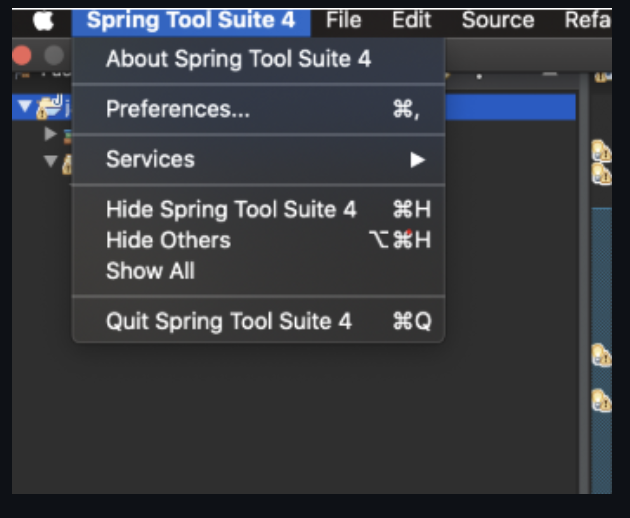 Spring Tool Suite 4 File Edit Source Refa
About Spring Tool Suite 4
Preferences... ⌘,
Services ▶
Hide Spring Tool Suite 4 ⌘H
Hide Others ⌥⌘H
Show All
Quit Spring Tool Suite 4 ⌘Q